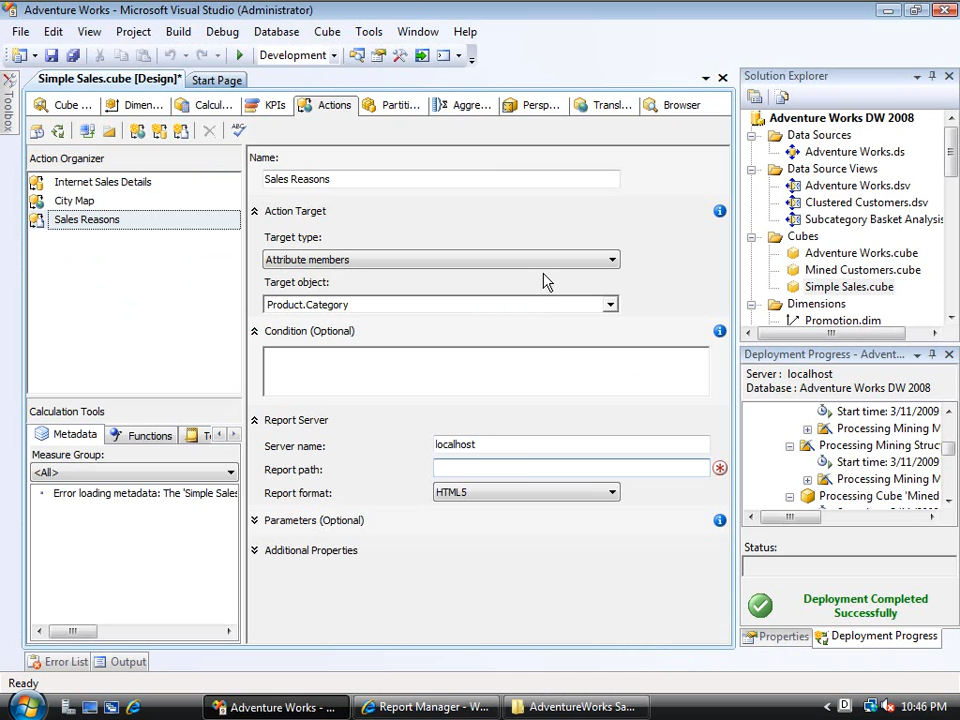 Adventure Works - Microsoft Visual Studio (Administrator)
File Edit View Project Build Debug Database Cube Tools Window Help
Development
Simple Sales.cube [Design]* Start Page
Cube ... Dimen... Calcul... KPIs Actions Partiti... Aggre... Persp... Transl... Browser
Toolbox
Action Organizer
Internet Sales Details
City Map
Sales Reasons
Name:
Sales Reasons
Action Target
Target type:
Attribute members
Target object:
Product.Category
Condition (Optional)
Report Server
Server name: localhost
Report path:
Report format: HTML5
Parameters (Optional)
Additional Properties
Calculation Tools
Metadata Functions
Measure Group:
<All>
Error loading metadata: The 'Simple Sales
Solution Explorer
Adventure Works DW 2008
Data Sources
Adventure Works.ds
Data Source Views
Adventure Works.dsv
Clustered Customers.dsv
Subcategory Basket Analysis
Cubes
Adventure Works.cube
Mined Customers.cube
Simple Sales.cube
Dimensions
Promotion.dim
Deployment Progress - Advent...
Server : localhost
Database : Adventure Works DW 2008
Start time: 3/11/2009
Processing Mining M
Processing Mining Struc
Start time: 3/11/2009
Processing Mining M
Processing Cube 'Mined
Status:
Deployment Completed
Successfully
Properties Deployment Progress
Error List Output
Ready
Adventure Works - ... Report Manager - W... AdventureWorks Sa... D 10:46 PM